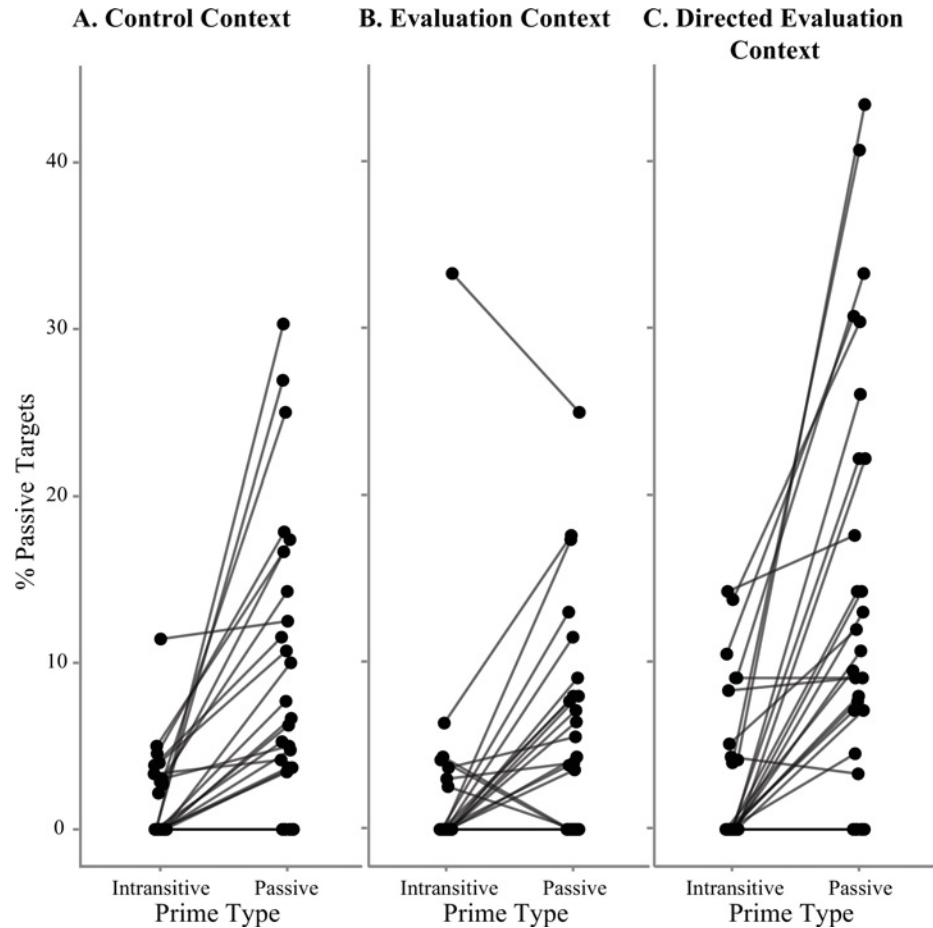 A. Control Context
B. Evaluation Context
C. Directed Evaluation
Context
% Passive Targets
40
30
20
10
0
Intransitive
Passive
Prime Type
Intransitive
Passive
Prime Type
Intransitive
Passive
Prime Type